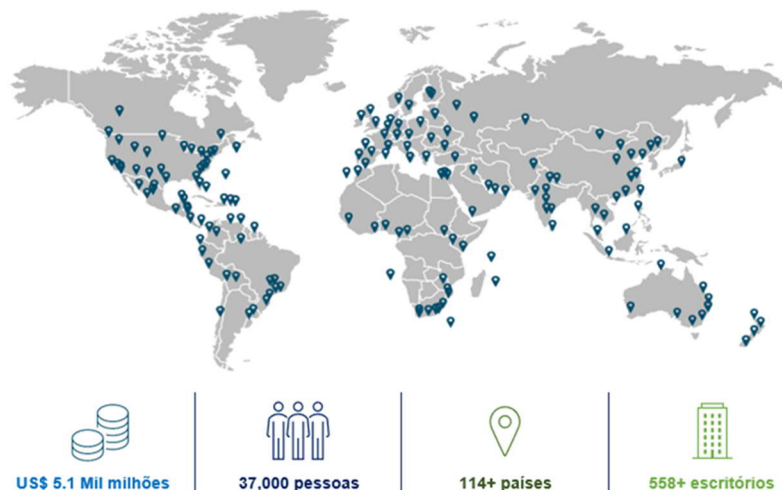 US$ 5.1 Mil milhões
37,000 pessoas
114+ países
558+ escritórios